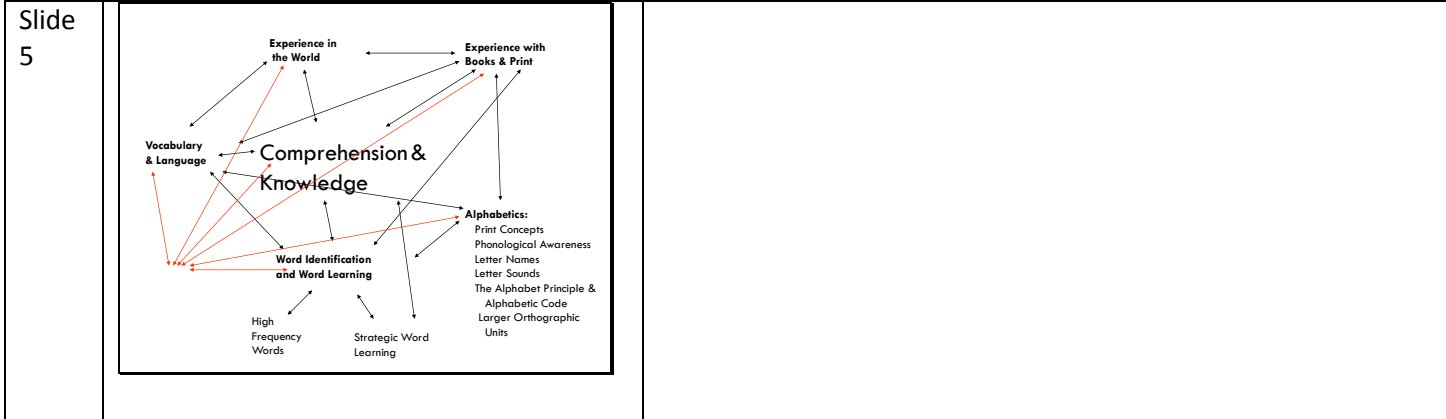 Slide
5
Experience in
the World
Experience with
Books & Print
Vocabulary
& Language
Comprehension &
Knowledge
Alphabetics:
Print Concepts
Phonological Awareness
Letter Names
Letter Sounds
The Alphabet Principle &
Alphabetic Code
Larger Orthographic
Units
Word Identification
and Word Learning
High
Frequency
Words
Strategic Word
Learning